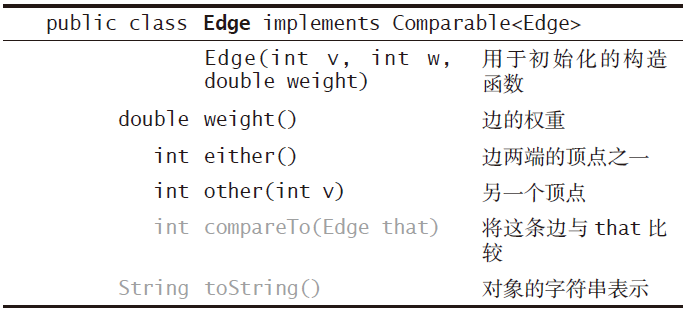 public class Edge implements Comparable<Edge>
Edge(int v, int w, 用于初始化的构造
double weight) 函数
double weight() 边的权重
int either() 边两端的顶点之一
int other(int v) 另一个顶点
int compareTo(Edge that) 将这条边与 that 比
较
String toString() 对象的字符串表示